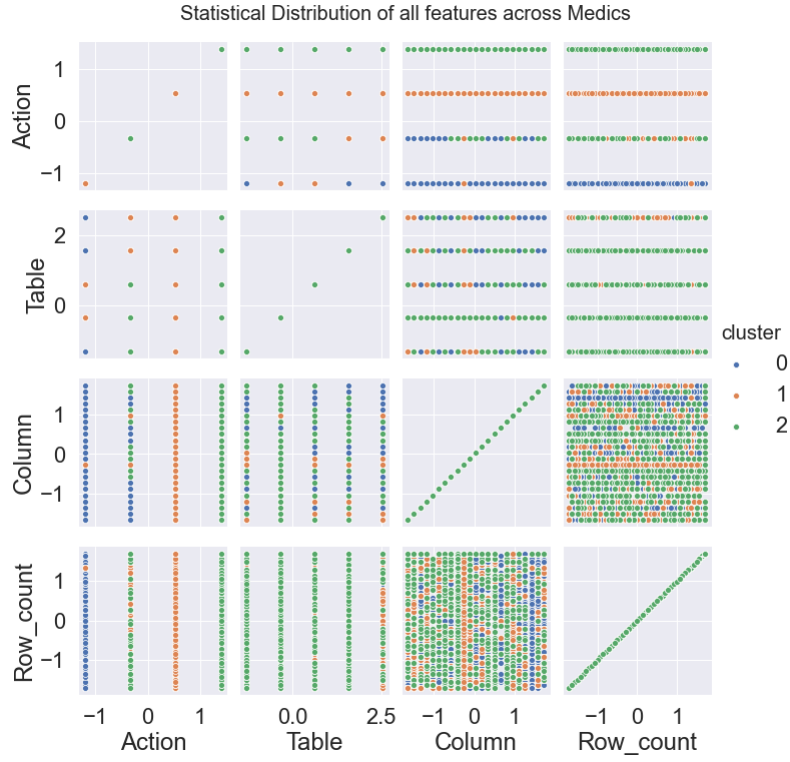 Statistical Distribution of all features across Medics
Action
1
0
−1
Table
2
0
cluster
0
1
2
Column
1
0
−1
Row_count
1
0
−1
−1 0 1 0.0 2.5 −1 0 1 −1 0 1
Action Table Column Row_count